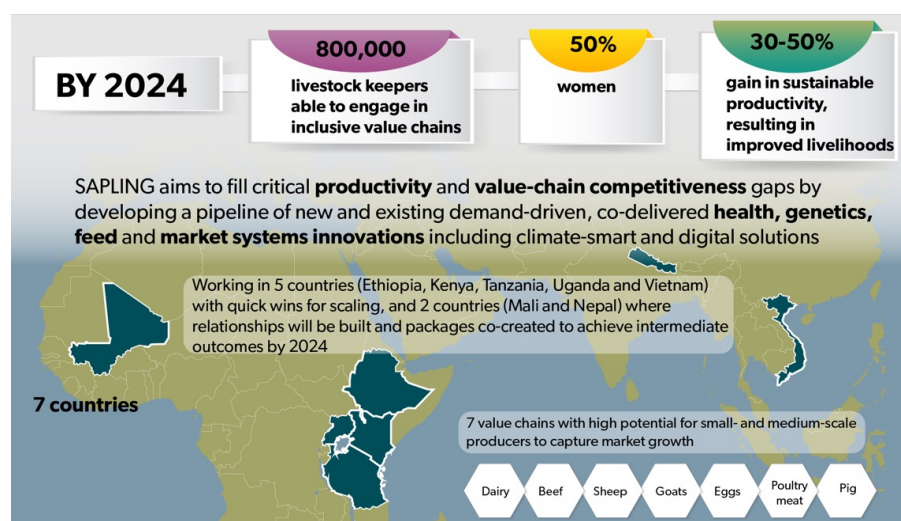 BY 2024
800,000
livestock keepers
able to engage in
inclusive value chains
50%
women
30-50%
gain in sustainable
productivity,
resulting in
improved livelihoods
SAPLING aims to fill critical productivity and value-chain competitiveness gaps by
developing a pipeline of new and existing demand-driven, co-delivered health, genetics,
feed and market systems innovations including climate-smart and digital solutions
Working in 5 countries (Ethiopia, Kenya, Tanzania, Uganda and Vietnam)
with quick wins for scaling, and 2 countries (Mali and Nepal) where
relationships will be built and packages co-created to achieve intermediate
outcomes by 2024
7 countries
7 value chains with high potential for small- and medium-scale
producers to capture market growth
Dairy
Beef
Sheep
Goats
Eggs
Poultry
meat
Pig